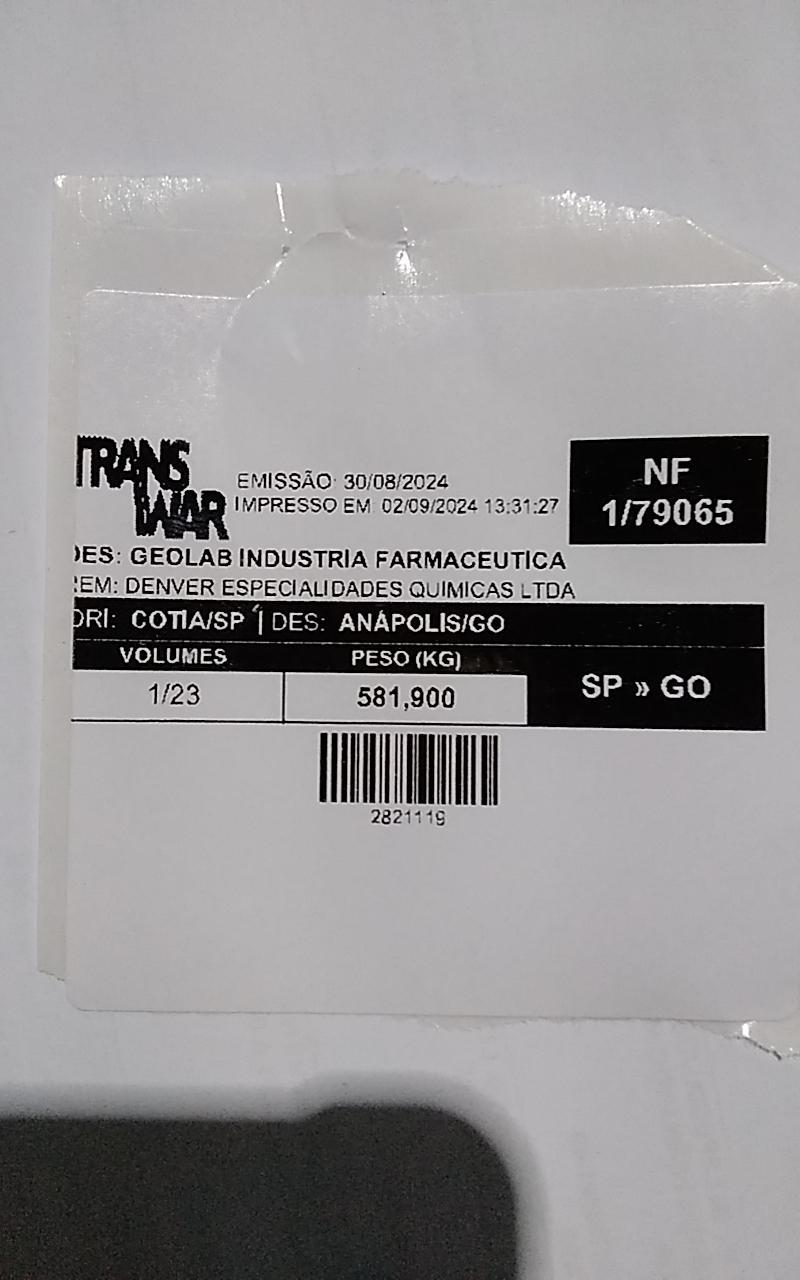 TRANS
WAR
EMISSÃO: 30/08/2024
IMPRESSO EM: 02/09/2024 13:31:27
NF
1/79065
DES: GEOLAB INDUSTRIA FARMACEUTICA
REM: DENVER ESPECIALIDADES QUIMICAS LTDA
ORI: COTIA/SP | DES: ANÁPOLIS/GO
VOLUMES PESO (KG)
1/23 581,900 SP » GO
2821119